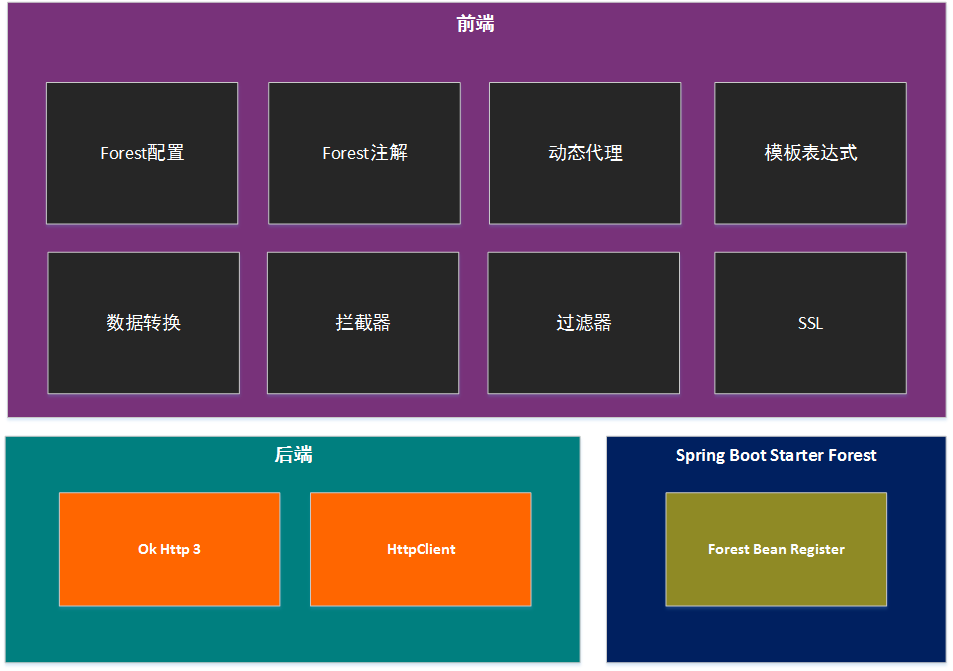 前端
Forest配置
Forest注解
动态代理
模板表达式
数据转换
拦截器
过滤器
SSL
后端
Ok Http 3
HttpClient
Spring Boot Starter Forest
Forest Bean Register